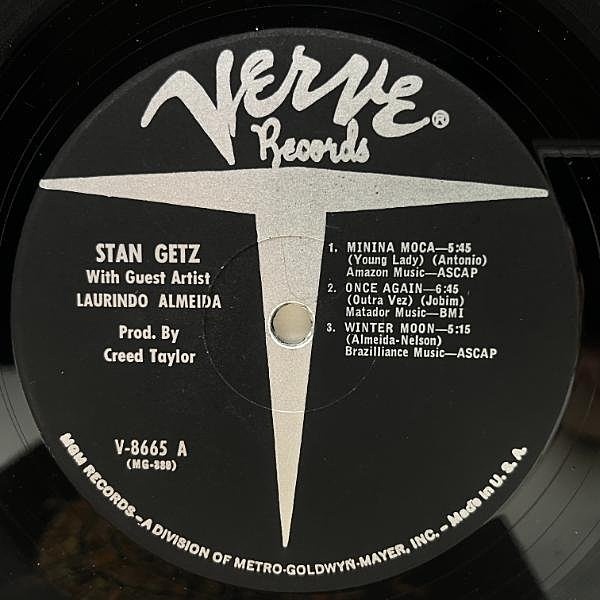 VERVE®
Records
STAN GETZ
With Guest Artist
LAURINDO ALMEIDA
Prod. By
Creed Taylor
V-8665 A
(MG-380)
1. MININA MOCA—5:45
(Young Lady) (Antonio)
Amazon Music—ASCAP
2. ONCE AGAIN—6:45
(Outra Vez) (Jobim)
Matador Music—BMI
3. WINTER MOON—5:15
(Almeida-Nelson)
Brazilliance Music—ASCAP
MGM RECORDS—A DIVISION OF METRO-GOLDWYN-MAYER, INC. – Made in U. S. A.